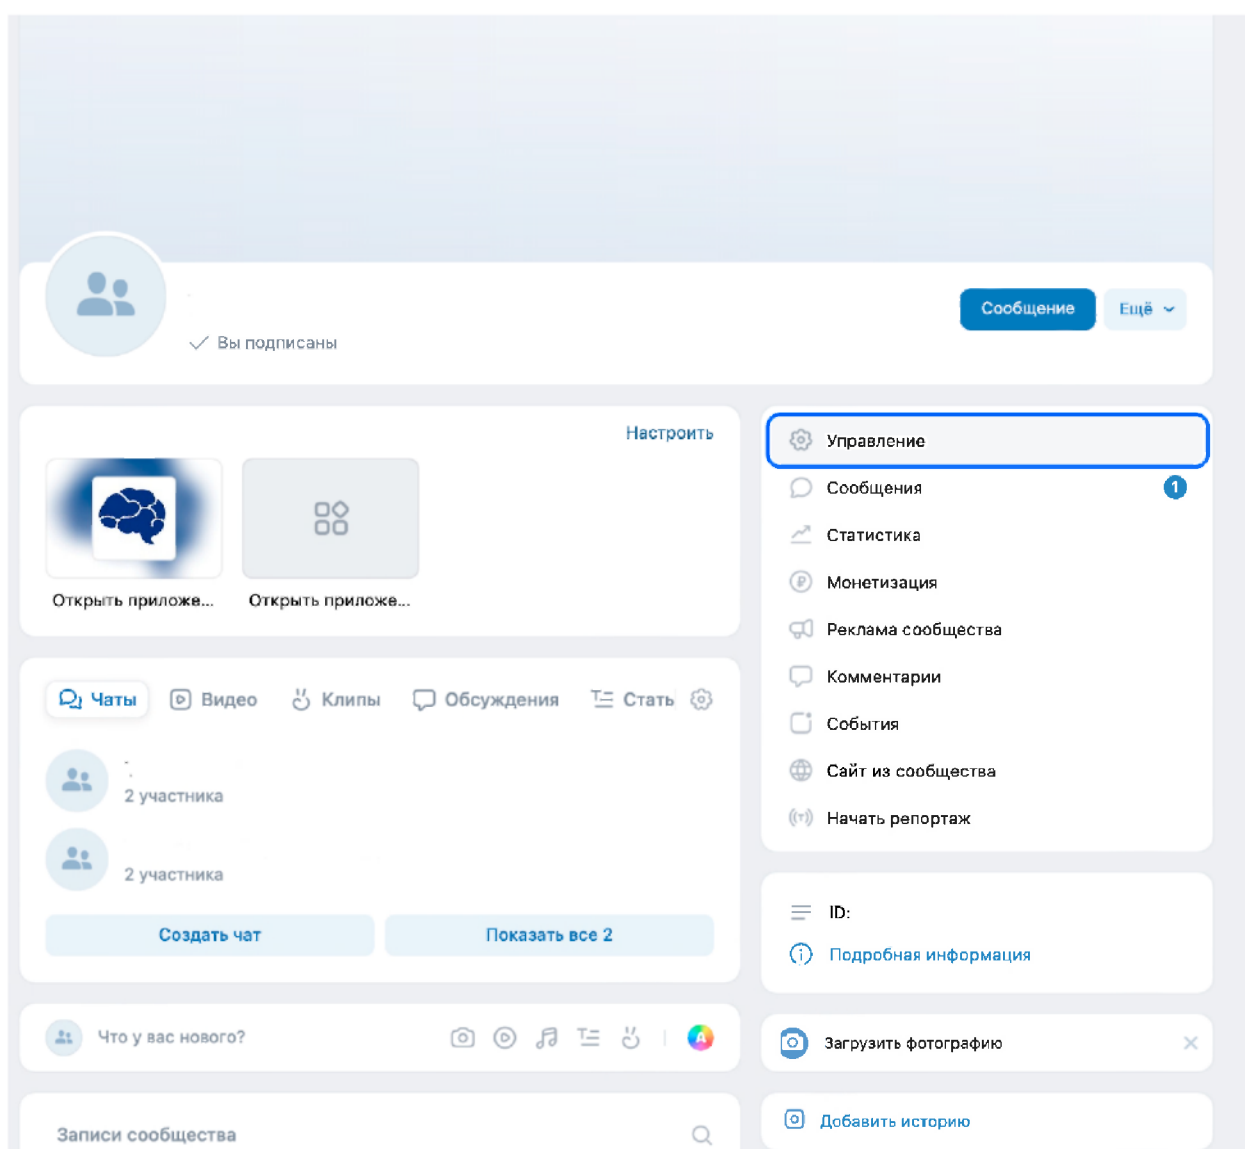 Сообщение
Ещё
Вы подписаны
Настроить
Открыть приложе...
Открыть приложе...
Чаты
Видео
Клипы
Обсуждения
Стать
2 участника
2 участника
Создать чат
Показать все 2
Что у вас нового?
A
Записи сообщества
Управление
Сообщения
1
Статистика
Монетизация
Реклама сообщества
Комментарии
События
Сайт из сообщества
Начать репортаж
ID:
Подробная информация
Загрузить фотографию
Добавить историю